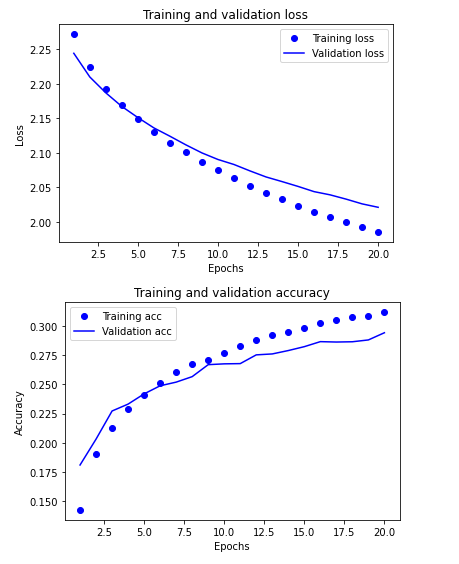 Training and validation loss
Training loss
Validation loss
Loss
2.25
2.20
2.15
2.10
2.05
2.00
2.5 5.0 7.5 10.0 12.5 15.0 17.5 20.0
Epochs
Training and validation accuracy
Training acc
Validation acc
Accuracy
0.300
0.275
0.250
0.225
0.200
0.175
0.150
2.5 5.0 7.5 10.0 12.5 15.0 17.5 20.0
Epochs